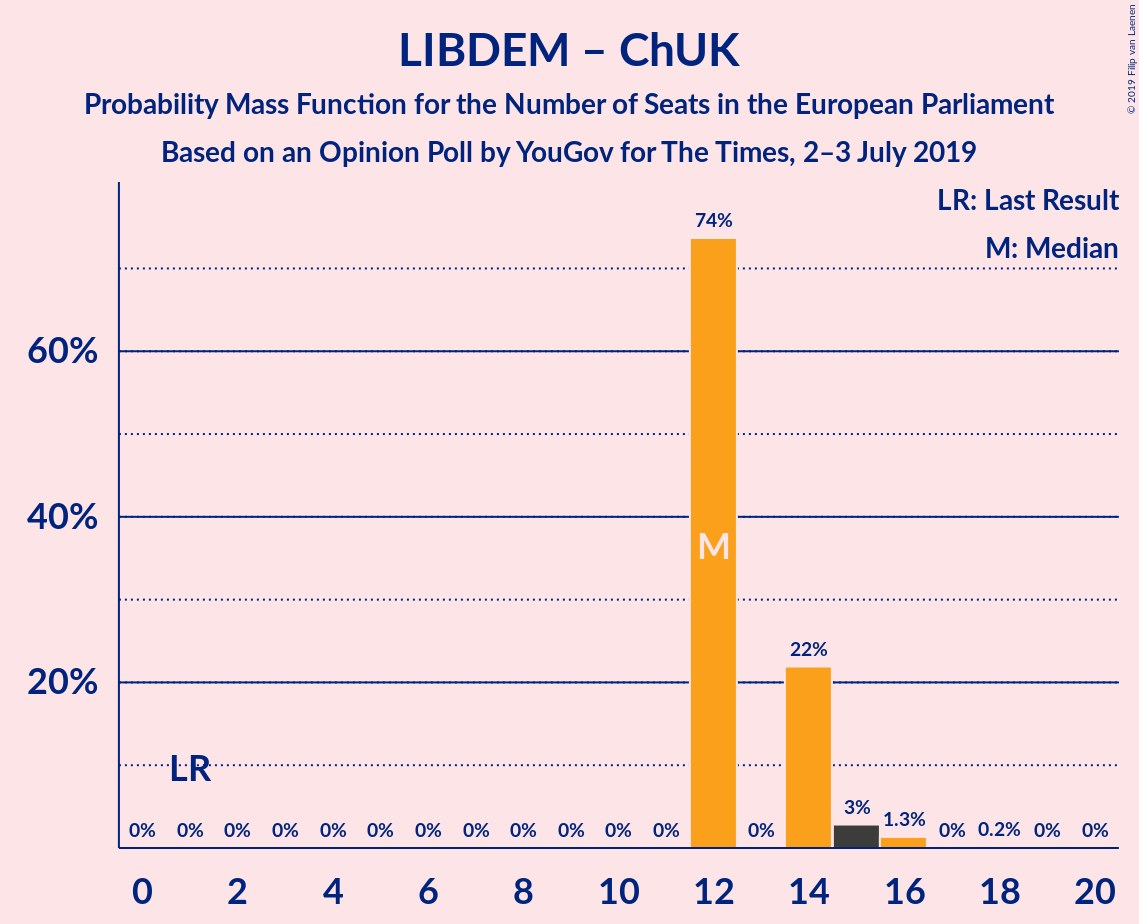 LIBDEM – ChUK
Probability Mass Function for the Number of Seats in the European Parliament
Based on an Opinion Poll by YouGov for The Times, 2–3 July 2019
© 2019 Filip van Laenen
LR: Last Result
M: Median
74%
60%
40%
M
22%
20%
LR
3%
1.3%
0% 0% 0% 0% 0% 0% 0% 0% 0% 0% 0% 0% 0% 0% 0.2% 0% 0%
0 2 4 6 8 10 12 14 16 18 20